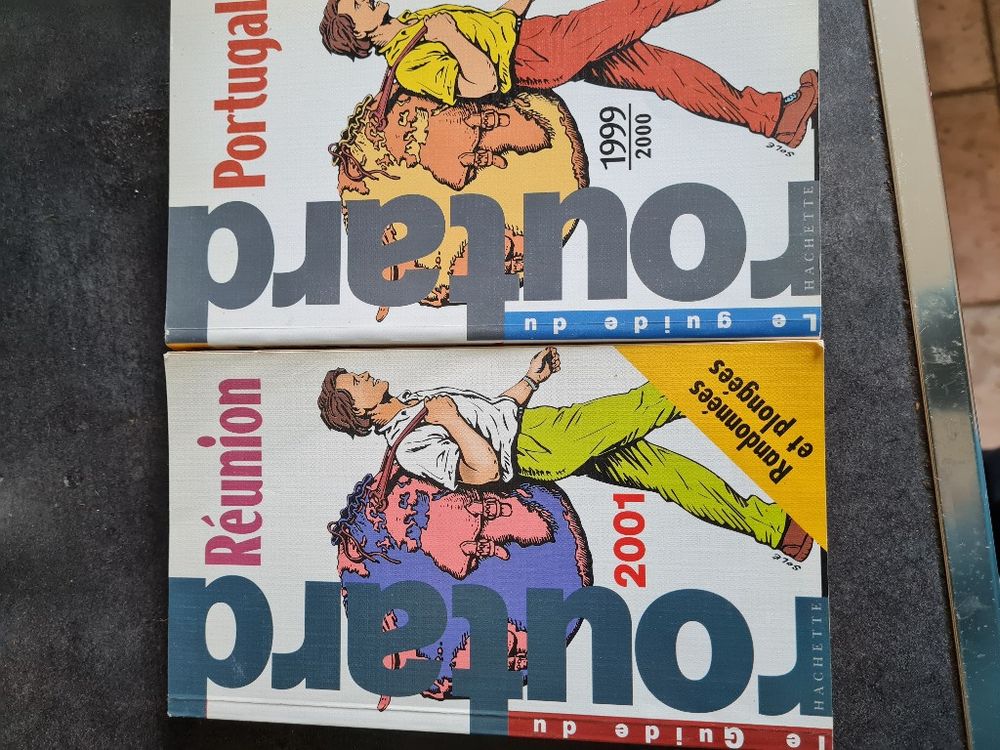 Portugal
1999
2000
SOLÉ
routard
HACHETTE
Le guide du
Réunion
Randonnées
et plongées
2001
SOLÉ
routard
HACHETTE
le Guide du